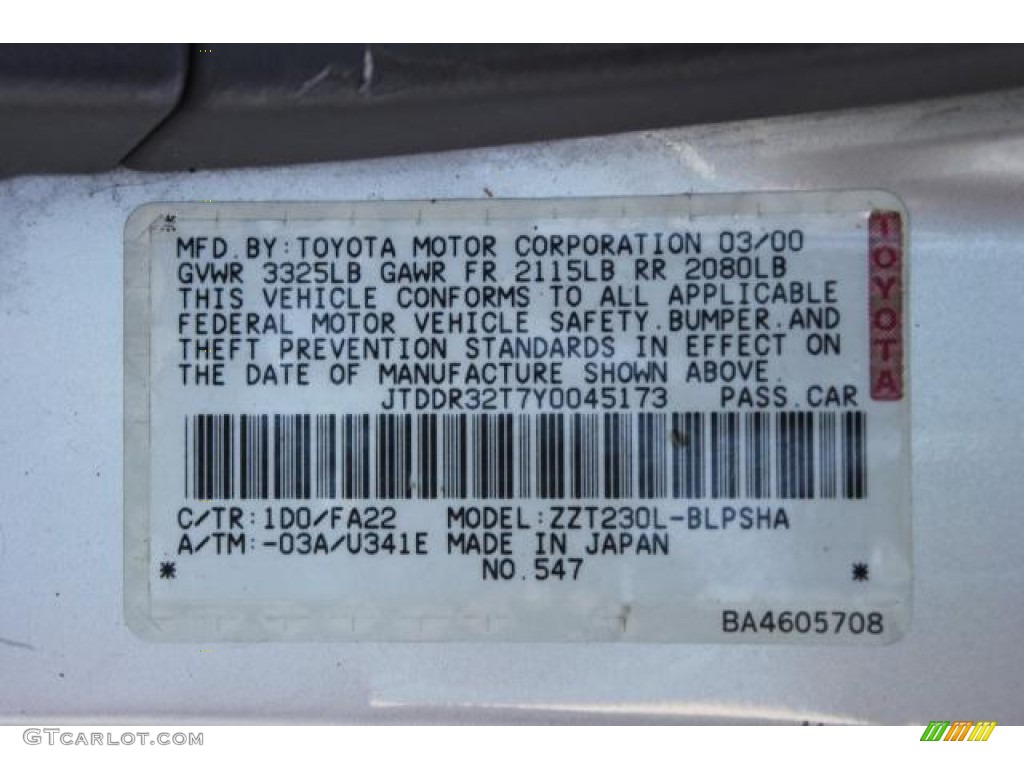 MFD.BY:TOYOTA MOTOR CORPORATION 03/00
GVWR 3325LB GAWR FR 2115LB RR 2080LB
THIS VEHICLE CONFORMS TO ALL APPLICABLE
FEDERAL MOTOR VEHICLE SAFETY.BUMPER.AND
THEFT PREVENTION STANDARDS IN EFFECT ON
THE DATE OF MANUFACTURE SHOWN ABOVE.
JTDDR32T7Y0045173 PASS.CAR
TOYOTA
C/TR:1D0/FA22 MODEL:ZZT230L-BLPSHA
A/TM:-03A/U341E MADE IN JAPAN
* NO.547 *
BA4605708
GTCARLOT.COM